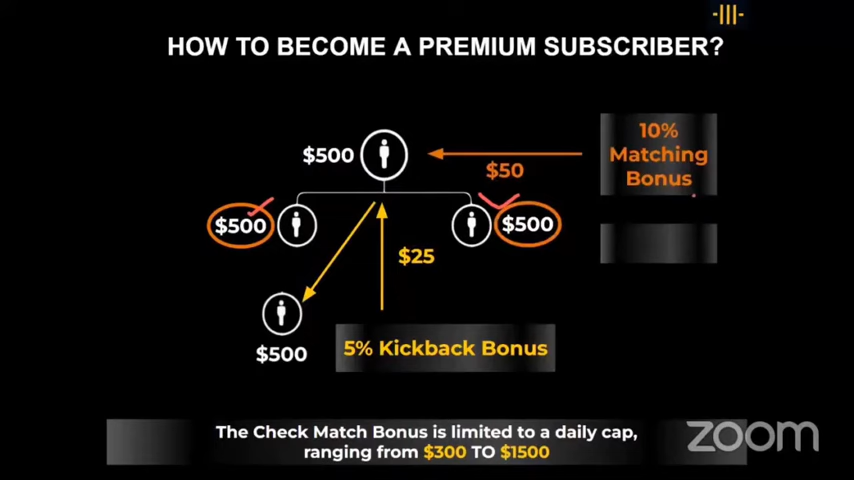 HOW TO BECOME A PREMIUM SUBSCRIBER?
$500
$50
10%
Matching
Bonus
$500
$500
$25
$500
5% Kickback Bonus
The Check Match Bonus is limited to a daily cap,
ranging from $300 TO $1500
zoom